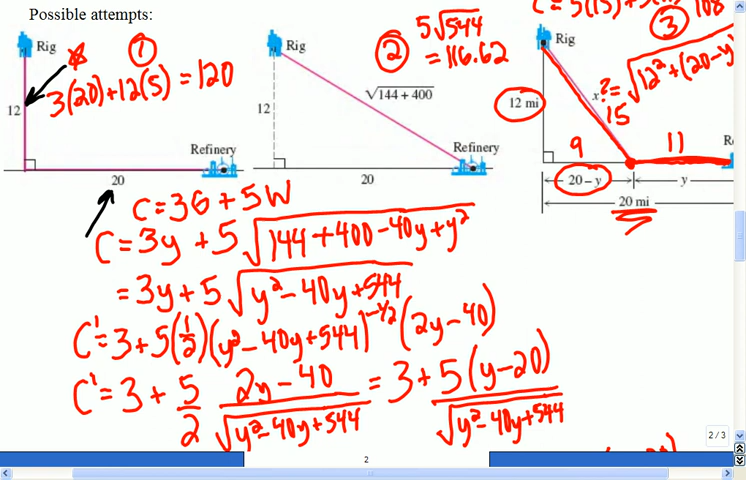 Possible attempts:
Rig
①
3(20)+12(5) = 120
12
Refinery
20
5√544
② = 116.62
Rig
√144 + 400
12
Refinery
20
③
Rig
12 mi
x ?= √12² + (20-y)
15
9
11
20 − y
y
20 mi
C = 3G + 5W
C = 3y + 5√144 + 400 - 40y + y²
= 3y + 5√y² - 40y + 544
C' = 3 + 5(1/2)(y² - 40y + 544)^-1/2 (2y - 40)
C' = 3 + 5/2 (2y - 40)/√y² - 40y + 544 = 3 + 5(y - 20)/√y² - 40y + 544
2/3
2